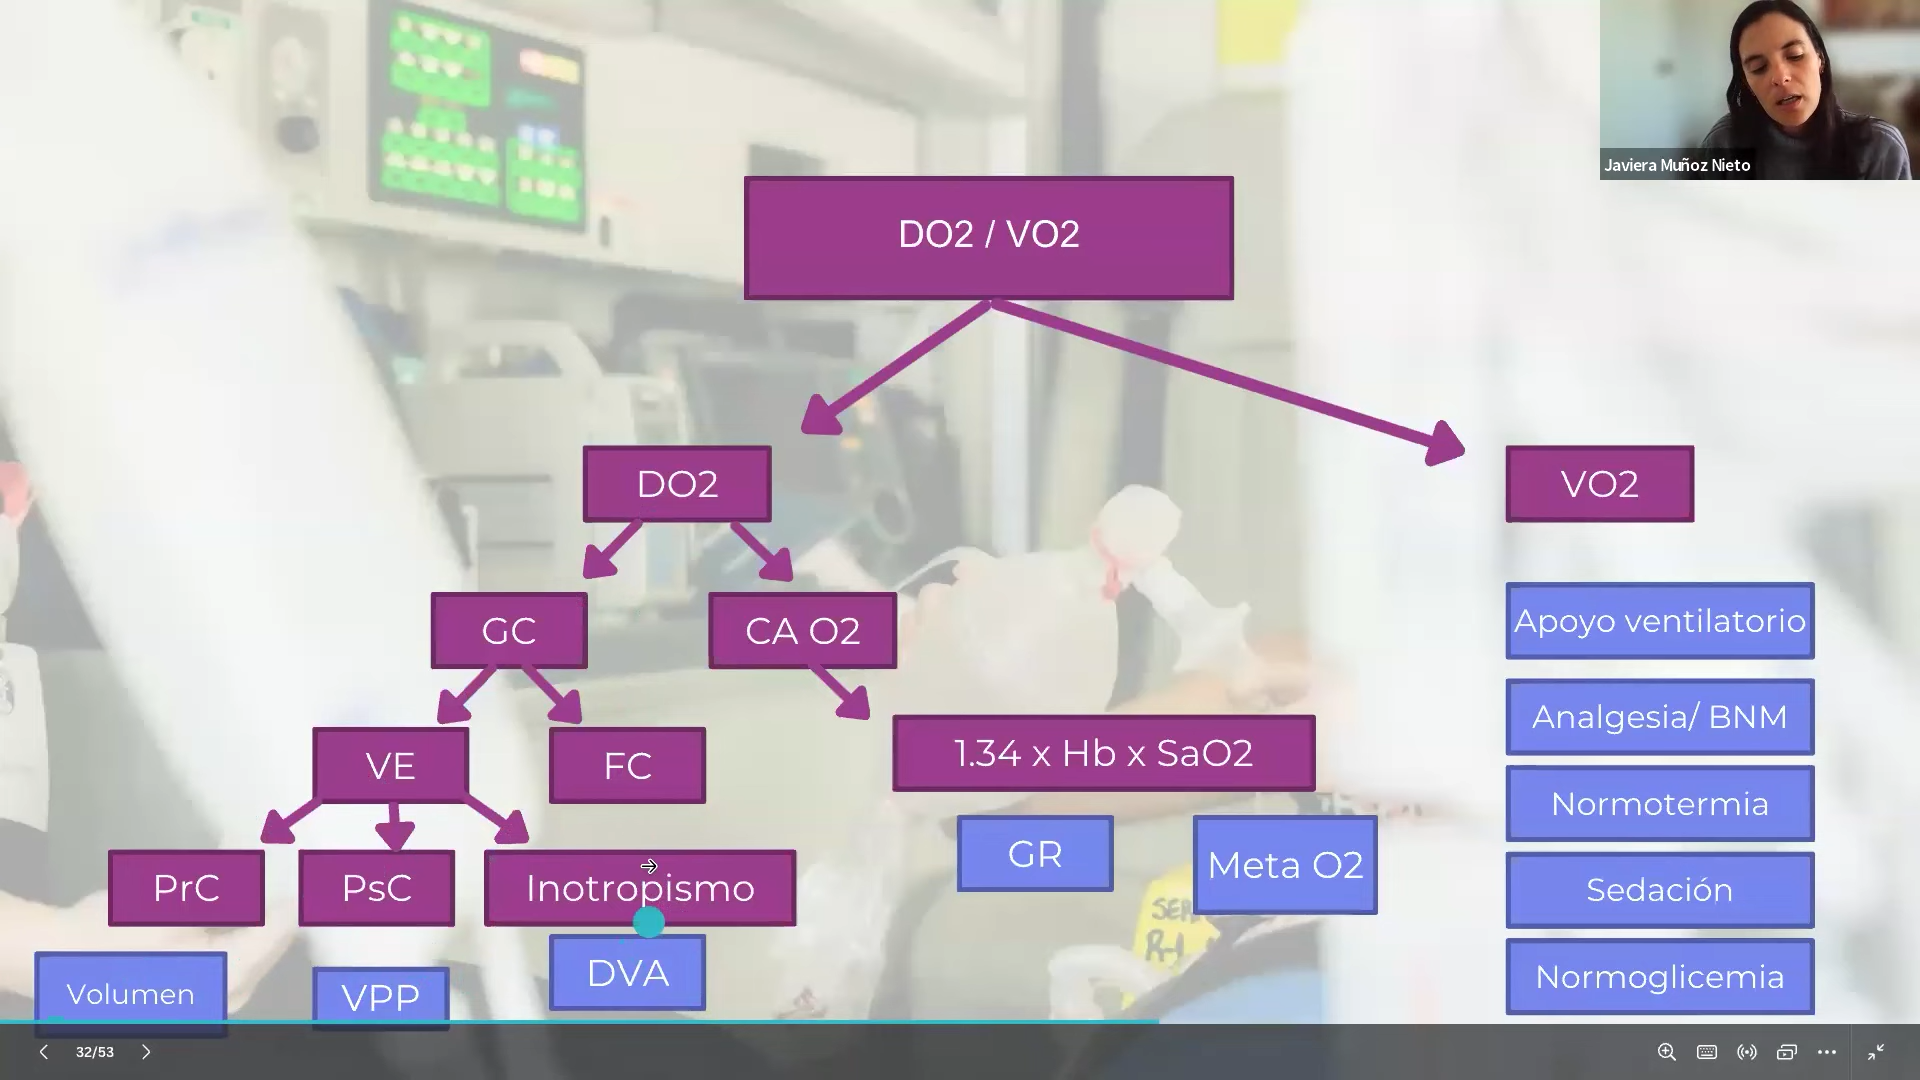 Javiera Muñoz Nieto
DO2 / VO2
DO2
VO2
GC
CA O2
Apoyo ventilatorio
VE
FC
1.34 x Hb x SaO2
Analgesia/ BNM
Normotermia
PrC
PsC
Inotropismo
GR
Meta O2
Sedación
Volumen
VPP
DVA
Normoglicemia
32/53